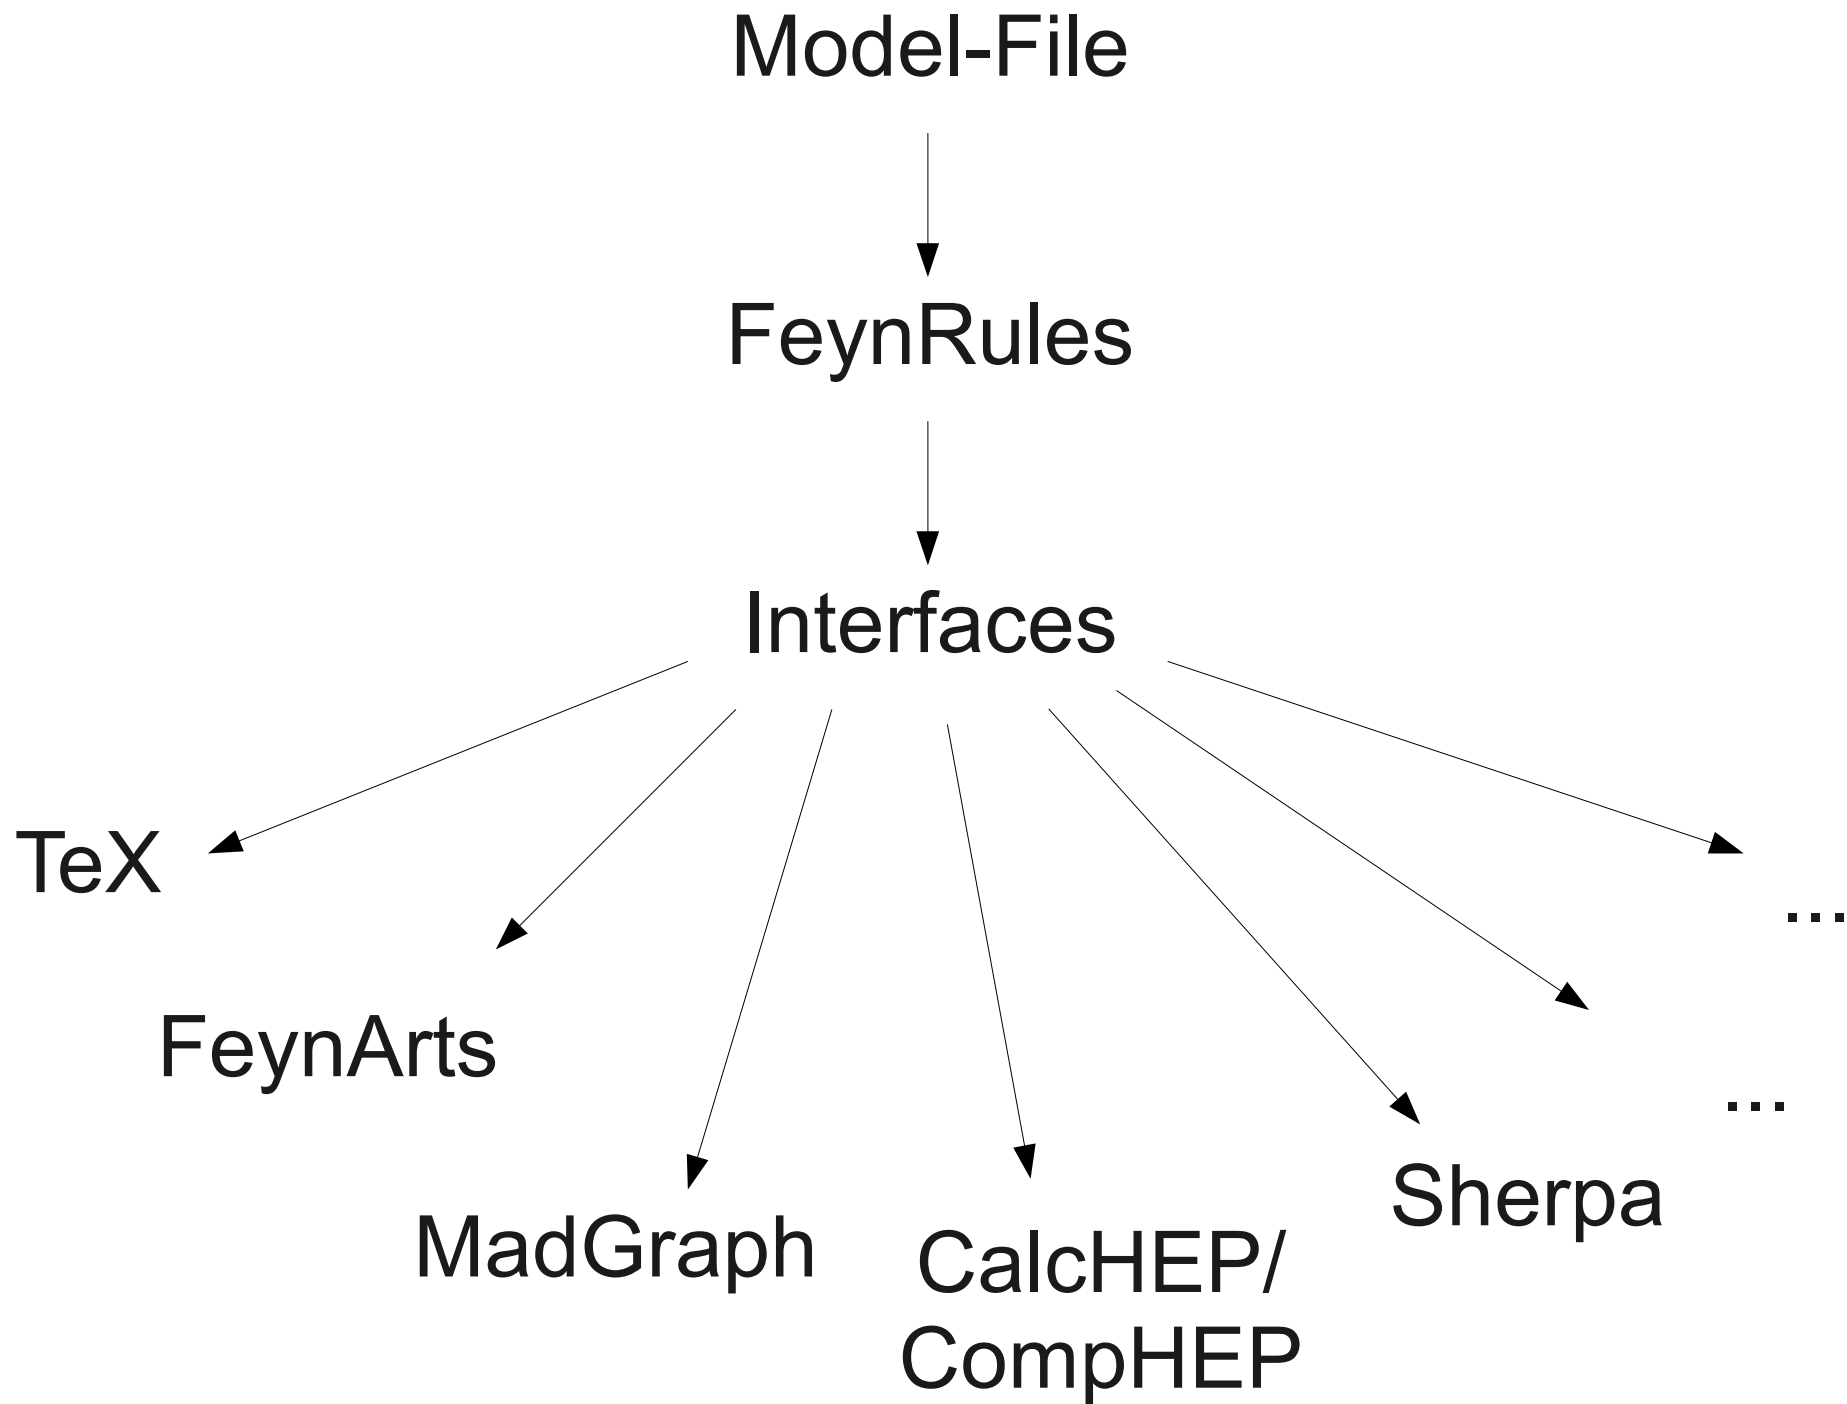 Model-File
FeynRules
Interfaces
TeX
...
FeynArts
...
MadGraph
CalcHEP/
CompHEP
Sherpa